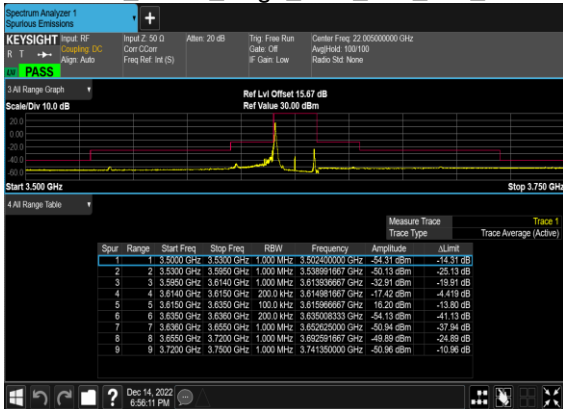 Spectrum Analyzer 1
Spurious Emissions
KEYSIGHT Input: RF Input Z: 50 Ω Atten: 20 dB Trig: Free Run Center Freq: 22.005000000 GHz
R T Coupling: DC Corr CCorr Gate: Off Avg|Hold: 100/100
Align: Auto Freq Ref: Int (S) IF Gain: Low Radio Std: None
LW PASS
3 All Range Graph Ref Lvl Offset 15.67 dB
Scale/Div 10.0 dB Ref Value 30.00 dBm
20.0
0.00
-20.0
-40.0
-60.0
Start 3.500 GHz Stop 3.750 GHz
4 All Range Table
Measure Trace Trace 1
Trace Type Trace Average (Active)
Spur Range Start Freq Stop Freq RBW Frequency Amplitude ΔLimit
1 1 3.5000 GHz 3.5300 GHz 1.000 MHz 3.502400000 GHz -54.31 dBm -14.31 dB
2 2 3.5300 GHz 3.5950 GHz 1.000 MHz 3.538991667 GHz -50.13 dBm -25.13 dB
3 3 3.5950 GHz 3.6140 GHz 1.000 MHz 3.613936667 GHz -32.91 dBm -19.91 dB
4 4 3.6140 GHz 3.6150 GHz 200.0 kHz 3.614981667 GHz -17.42 dBm -4.419 dB
5 5 3.6150 GHz 3.6350 GHz 100.0 kHz 3.615966667 GHz 16.20 dBm -13.80 dB
6 6 3.6350 GHz 3.6360 GHz 200.0 kHz 3.635008333 GHz -54.13 dBm -41.13 dB
7 7 3.6360 GHz 3.6550 GHz 1.000 MHz 3.652625000 GHz -50.94 dBm -37.94 dB
8 8 3.6550 GHz 3.7200 GHz 1.000 MHz 3.692591667 GHz -49.89 dBm -24.89 dB
9 9 3.7200 GHz 3.7500 GHz 1.000 MHz 3.741350000 GHz -50.96 dBm -10.96 dB
Dec 14, 2022
6:56:11 PM